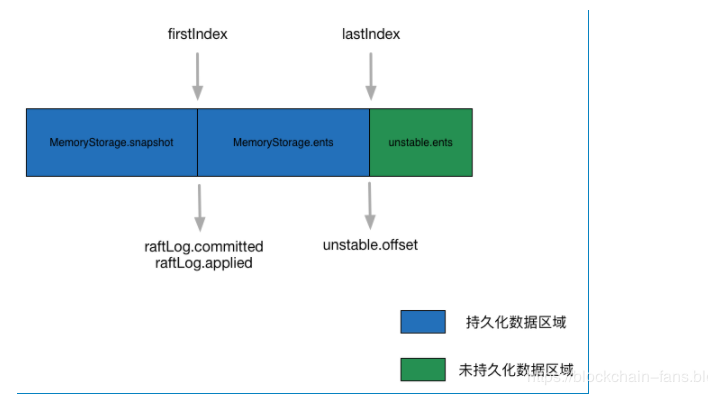 firstIndex
lastIndex
MemoryStorage.snapshot
MemoryStorage.ents
unstable.ents
raftLog.committed
raftLog.applied
unstable.offset
持久化数据区域
未持久化数据区域
https://blockchain-fans.bl